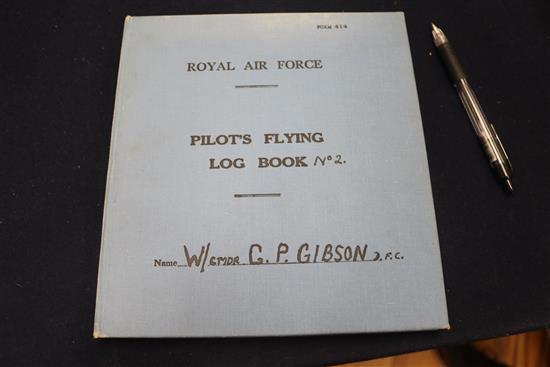 FORM 414
ROYAL AIR FORCE
PILOT'S FLYING
LOG BOOK Nº 2.
Name W/CMDR G. P. GIBSON D.F.C.